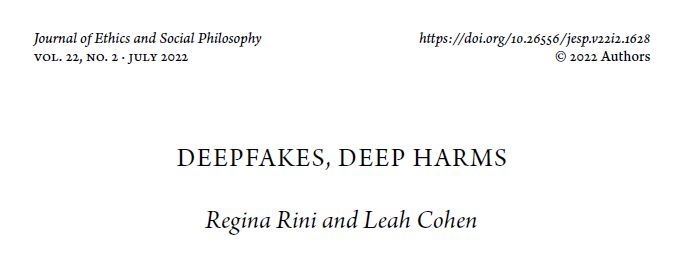 Journal of Ethics and Social Philosophy
VOL. 22, NO. 2 · JULY 2022
https://doi.org/10.26556/jesp.v22i2.1628
© 2022 Authors
DEEPFAKES, DEEP HARMS
Regina Rini and Leah Cohen